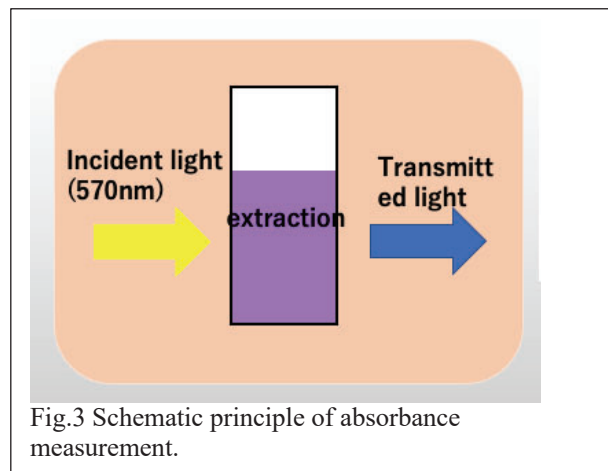 Incident light
(570nm)
extraction
Transmitt
ed light
Fig.3 Schematic principle of absorbance
measurement.